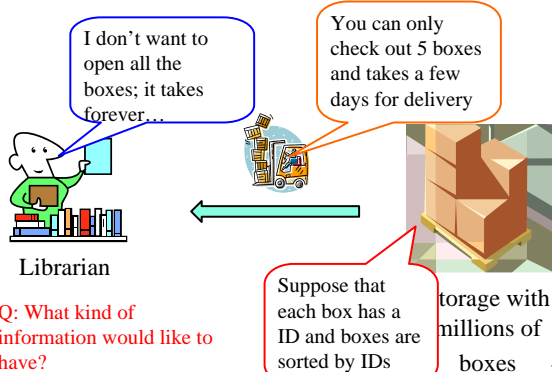 I don't want to
open all the
boxes; it takes
forever…
You can only
check out 5 boxes
and takes a few
days for delivery
Librarian
Q: What kind of
information would like to
have?
Suppose that
each box has a
ID and boxes are
sorted by IDs
torage with
millions of
boxes